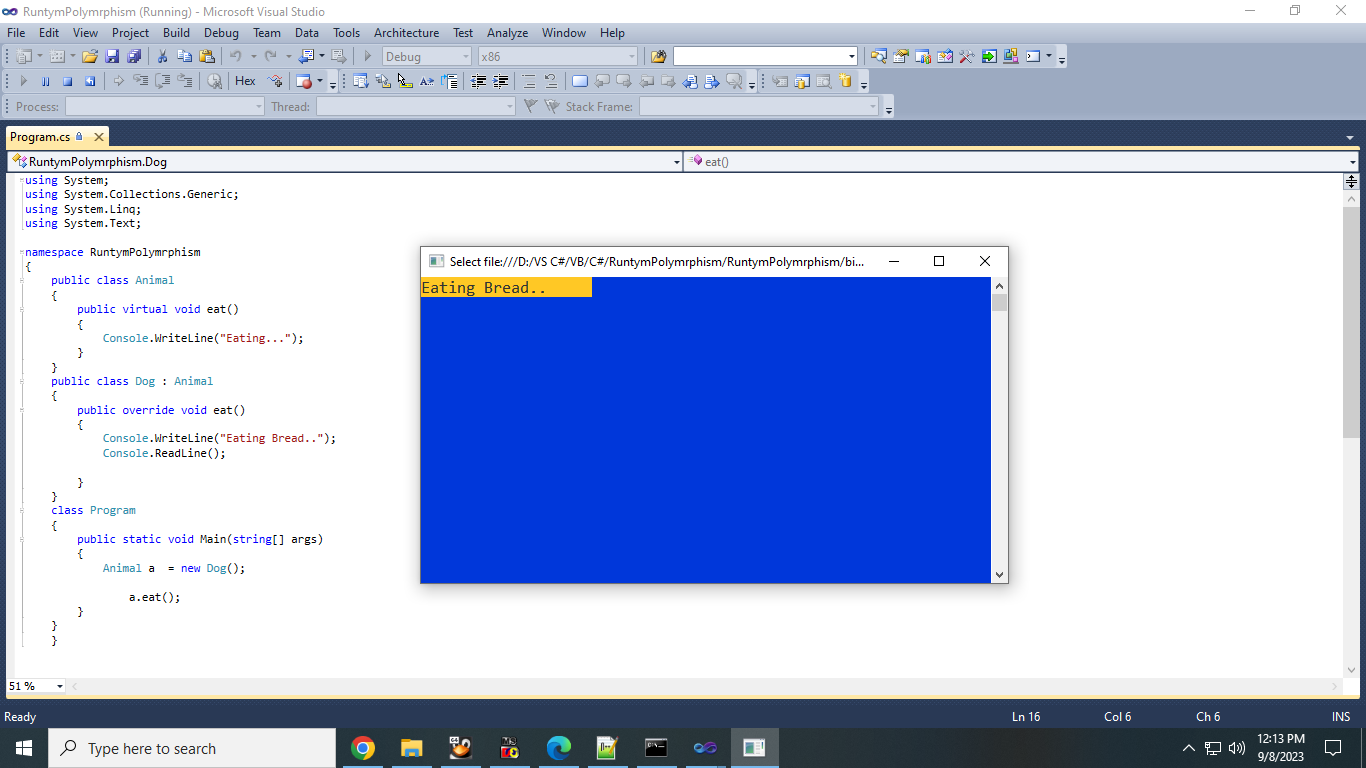 RuntymPolymrphism (Running) - Microsoft Visual Studio
File Edit View Project Build Debug Team Data Tools Architecture Test Analyze Window Help
Debug x86
Hex
Process: Thread: Stack Frame:
Program.cs
RuntymPolymrphism.Dog eat()
using System;
using System.Collections.Generic;
using System.Linq;
using System.Text;
namespace RuntymPolymrphism
{
public class Animal
{
public virtual void eat()
{
Console.WriteLine("Eating...");
}
}
public class Dog : Animal
{
public override void eat()
{
Console.WriteLine("Eating Bread..");
Console.ReadLine();
}
}
class Program
{
public static void Main(string[] args)
{
Animal a  = new Dog();
a.eat();
}
}
}
Select file:///D:/VS C#/VB/C#/RuntymPolymrphism/RuntymPolymrphism/bi...
Eating Bread..
51 %
Ready Ln 16 Col 6 Ch 6 INS
Type here to search
12:13 PM
9/8/2023